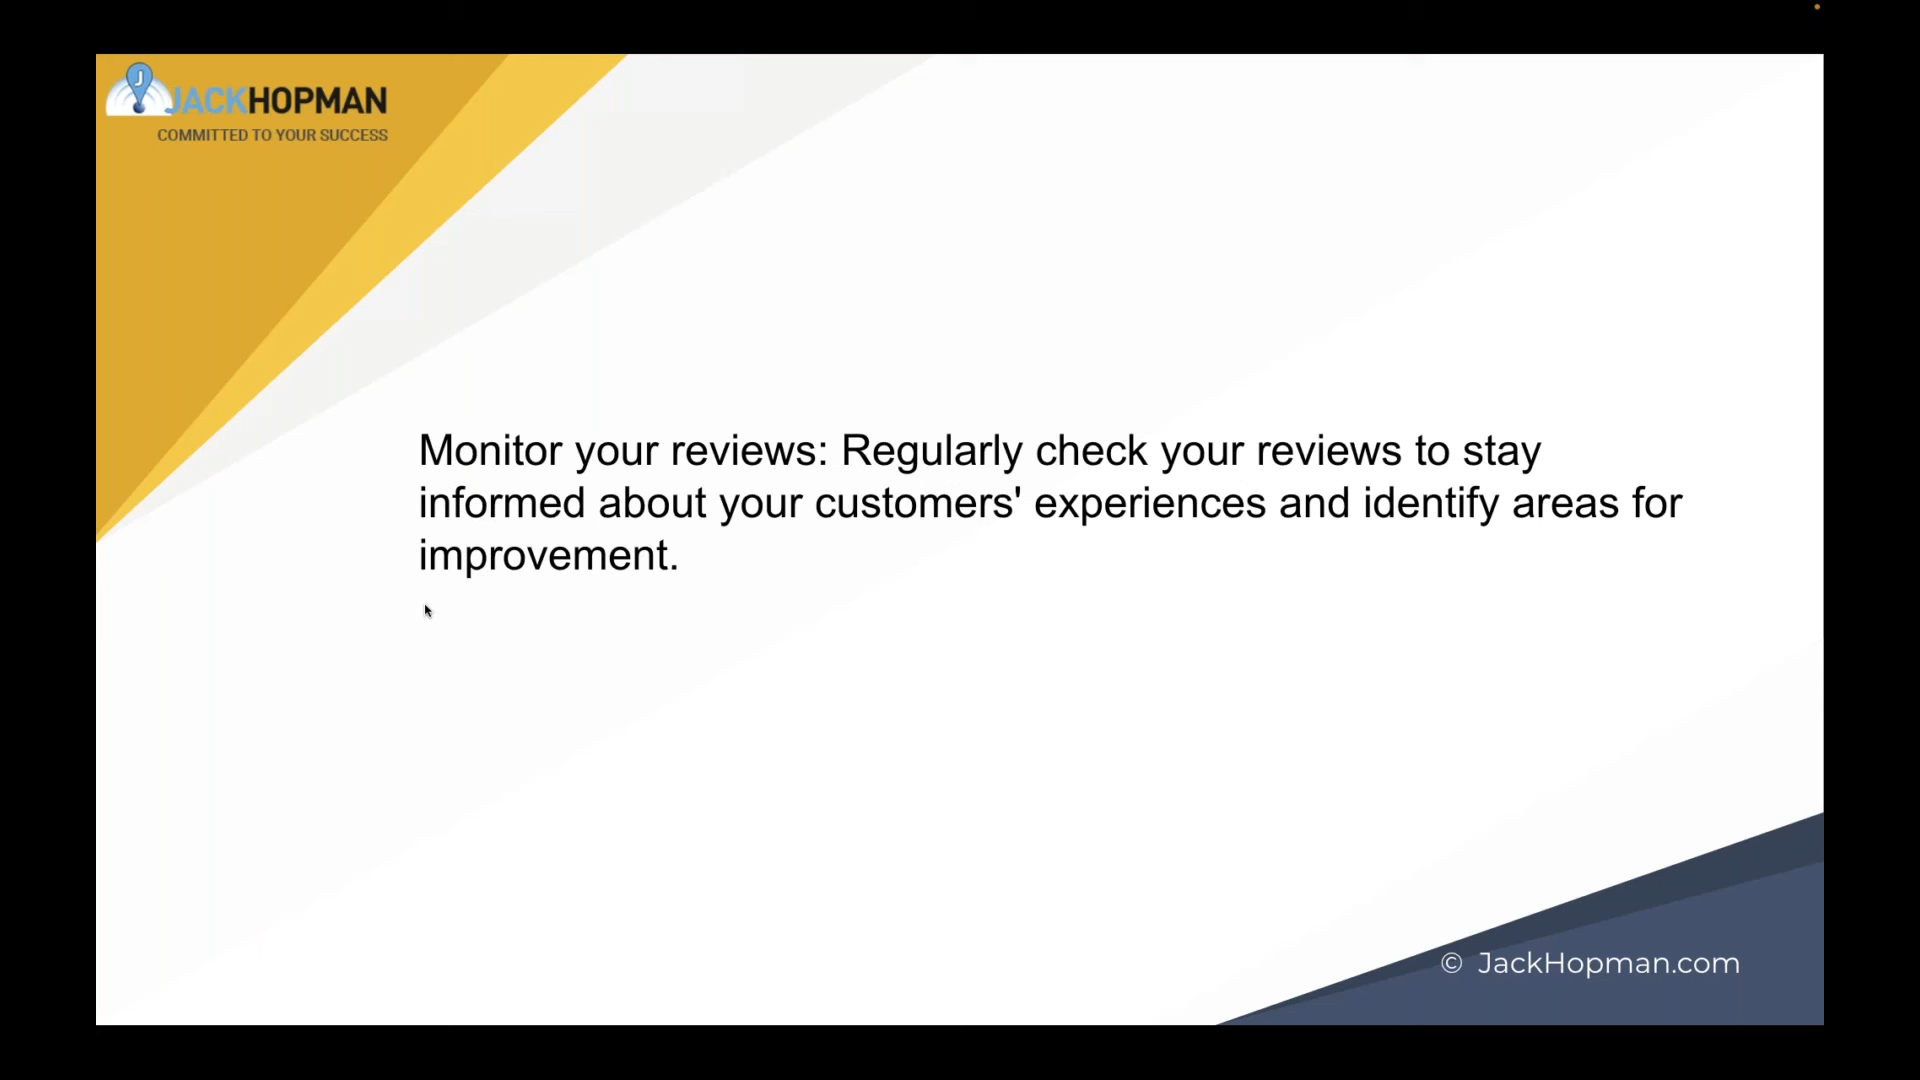 J
JACKHOPMAN
COMMITTED TO YOUR SUCCESS
Monitor your reviews: Regularly check your reviews to stay
informed about your customers' experiences and identify areas for
improvement.
© JackHopman.com